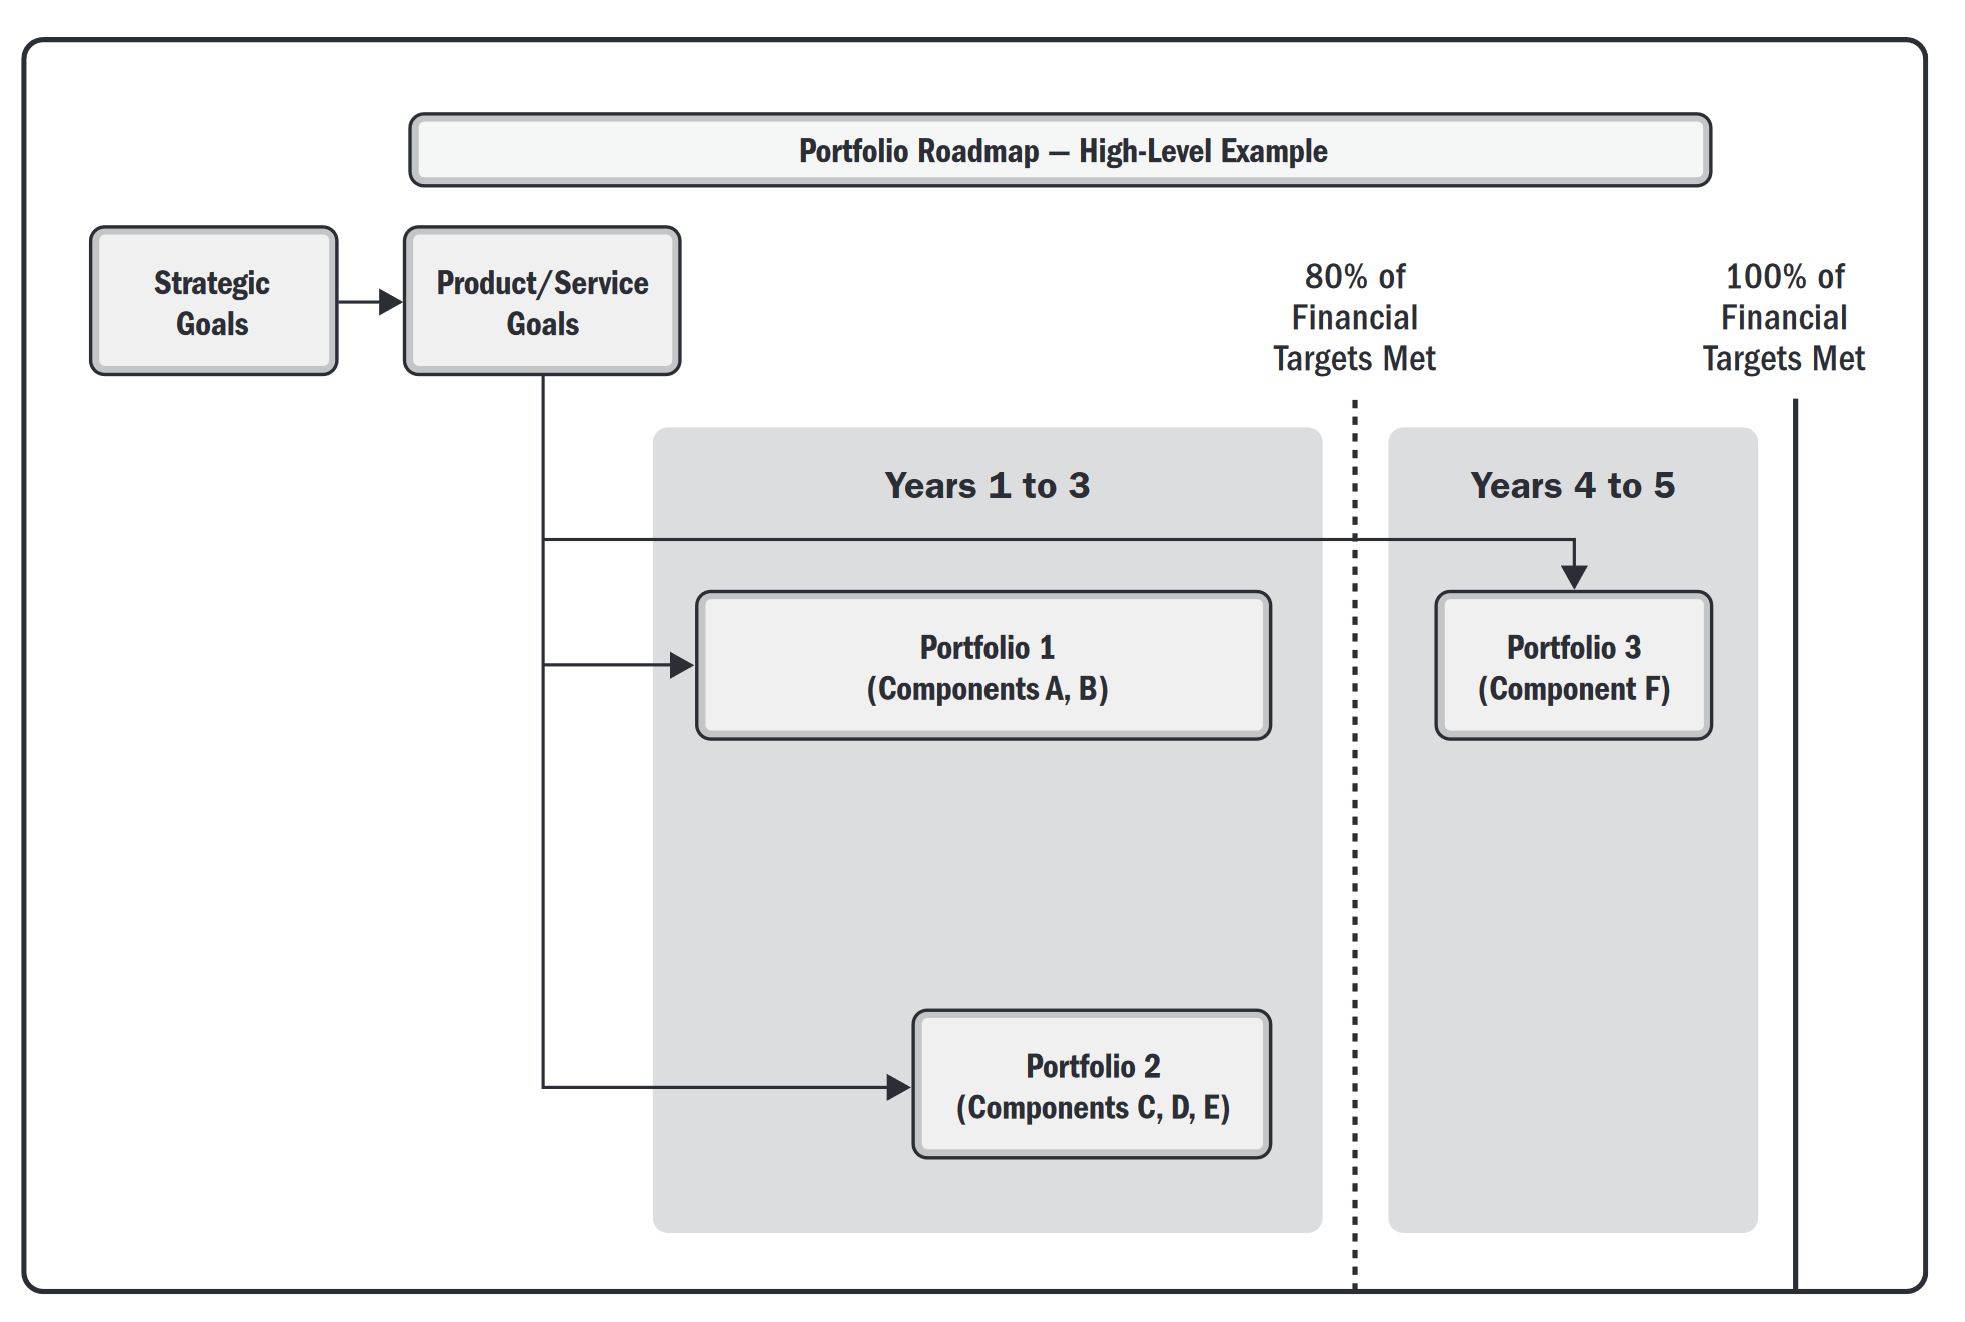 Portfolio Roadmap — High-Level Example
Strategic
Goals
Product/Service
Goals
80% of
Financial
Targets Met
100% of
Financial
Targets Met
Years 1 to 3
Years 4 to 5
Portfolio 1
(Components A, B)
Portfolio 3
(Component F)
Portfolio 2
(Components C, D, E)